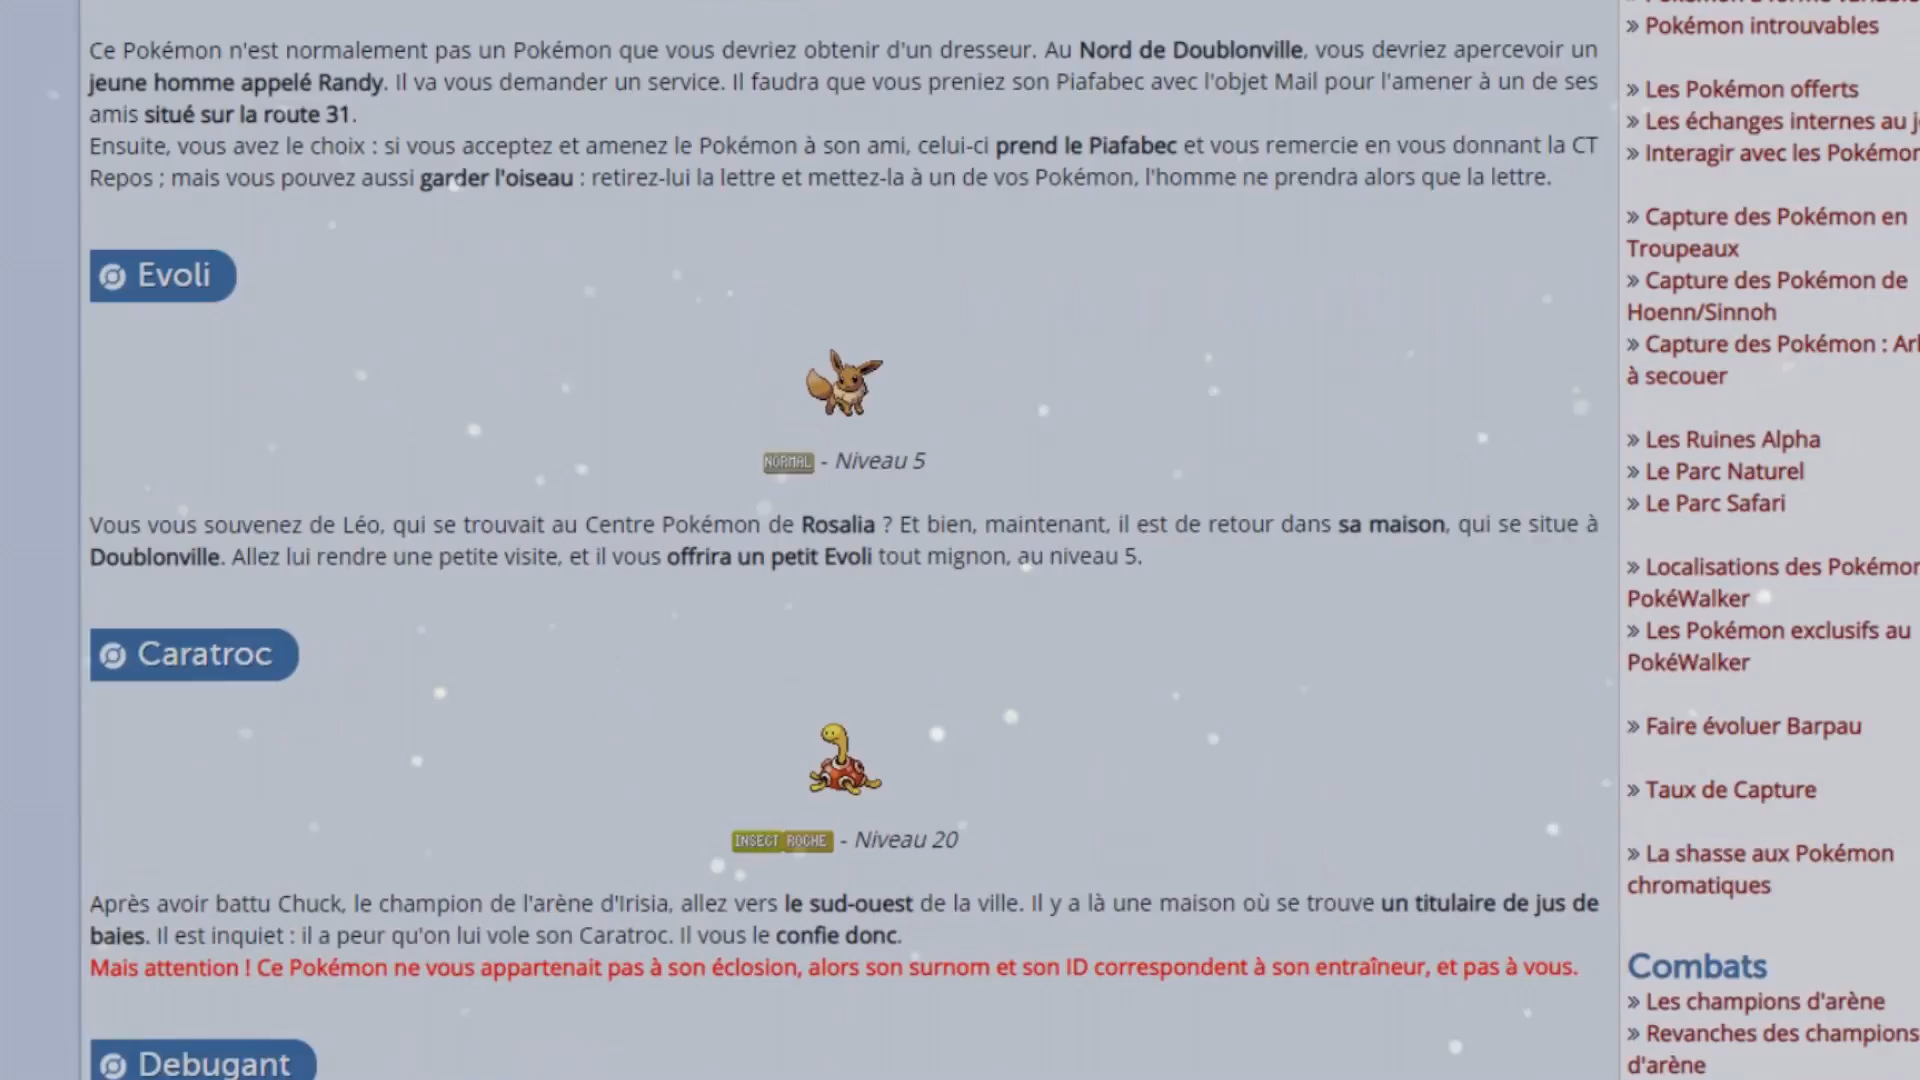 Ce Pokémon n'est normalement pas un Pokémon que vous devriez obtenir d'un dresseur. Au Nord de Doublonville, vous devriez apercevoir un
jeune homme appelé Randy. Il va vous demander un service. Il faudra que vous preniez son Piafabec avec l'objet Mail pour l'amener à un de ses
amis situé sur la route 31.
Ensuite, vous avez le choix : si vous acceptez et amenez le Pokémon à son ami, celui-ci prend le Piafabec et vous remercie en vous donnant la CT
Repos ; mais vous pouvez aussi garder l'oiseau : retirez-lui la lettre et mettez-la à un de vos Pokémon, l'homme ne prendra alors que la lettre.
Evoli
NORMAL - Niveau 5
Vous vous souvenez de Léo, qui se trouvait au Centre Pokémon de Rosalia ? Et bien, maintenant, il est de retour dans sa maison, qui se situe à
Doublonville. Allez lui rendre une petite visite, et il vous offrira un petit Evoli tout mignon, au niveau 5.
Caratroc
INSECT ROCHE - Niveau 20
Après avoir battu Chuck, le champion de l'arène d'Irisia, allez vers le sud-ouest de la ville. Il y a là une maison où se trouve un titulaire de jus de
baies. Il est inquiet : il a peur qu'on lui vole son Caratroc. Il vous le confie donc.
Mais attention ! Ce Pokémon ne vous appartenait pas à son éclosion, alors son surnom et son ID correspondent à son entraîneur, et pas à vous.
Debugant
» Pokémon introuvables
» Les Pokémon offerts
» Les échanges internes au j
» Interagir avec les Pokémon
» Capture des Pokémon en
Troupeaux
» Capture des Pokémon de
Hoenn/Sinnoh
» Capture des Pokémon : Ar
à secouer
» Les Ruines Alpha
» Le Parc Naturel
» Le Parc Safari
» Localisations des Pokémon
PokéWalker
» Les Pokémon exclusifs au
PokéWalker
» Faire évoluer Barpau
» Taux de Capture
» La shasse aux Pokémon
chromatiques
Combats
» Les champions d'arène
» Revanches des champions
d'arène